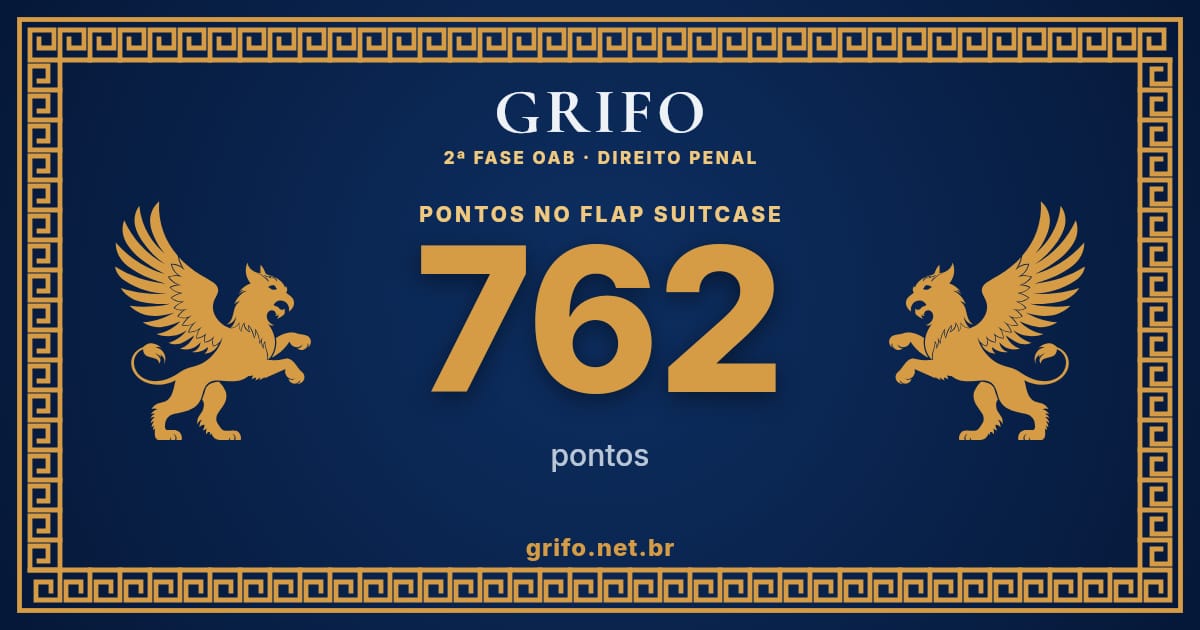 GRIFO
2ª FASE OAB · DIREITO PENAL
PONTOS NO FLAP SUITCASE
762
pontos
grifo.net.br